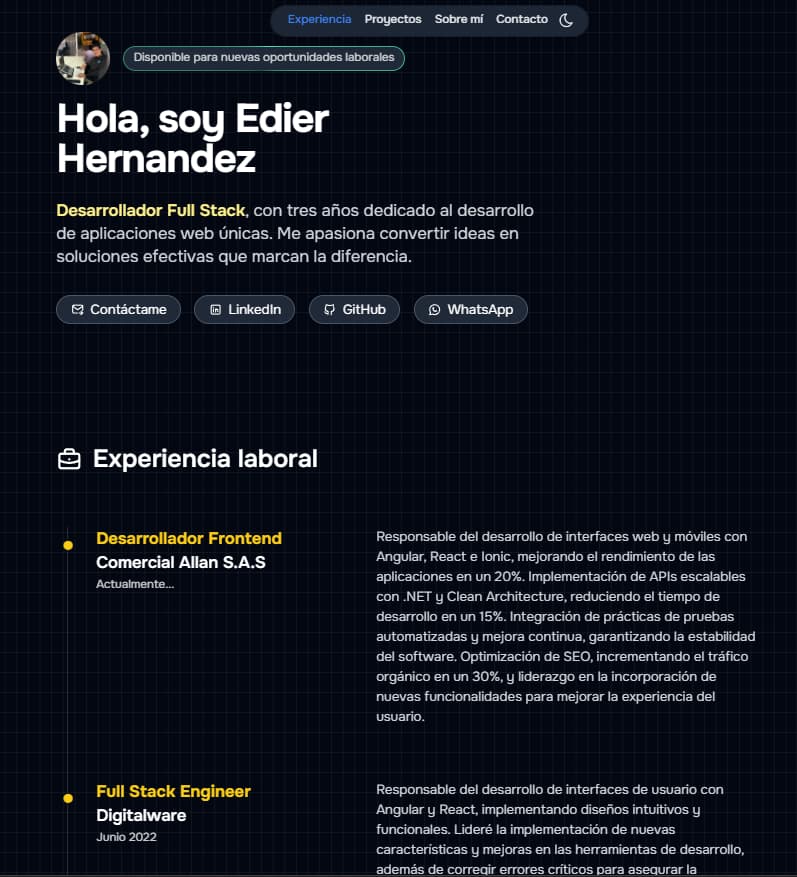 Experiencia Proyectos Sobre mí Contacto
Disponible para nuevas oportunidades laborales
Hola, soy Edier
Hernandez
Desarrollador Full Stack, con tres años dedicado al desarrollo
de aplicaciones web únicas. Me apasiona convertir ideas en
soluciones efectivas que marcan la diferencia.
Contáctame LinkedIn GitHub WhatsApp
Experiencia laboral
Desarrollador Frontend
Comercial Allan S.A.S
Actualmente...
Responsable del desarrollo de interfaces web y móviles con
Angular, React e Ionic, mejorando el rendimiento de las
aplicaciones en un 20%. Implementación de APIs escalables
con .NET y Clean Architecture, reduciendo el tiempo de
desarrollo en un 15%. Integración de prácticas de pruebas
automatizadas y mejora continua, garantizando la estabilidad
del software. Optimización de SEO, incrementando el tráfico
orgánico en un 30%, y liderazgo en la incorporación de
nuevas funcionalidades para mejorar la experiencia del
usuario.
Full Stack Engineer
Digitalware
Junio 2022
Responsable del desarrollo de interfaces de usuario con
Angular y React, implementando diseños intuitivos y
funcionales. Lideré la implementación de nuevas
características y mejoras en las herramientas de desarrollo,
además de corregir errores críticos para asegurar la